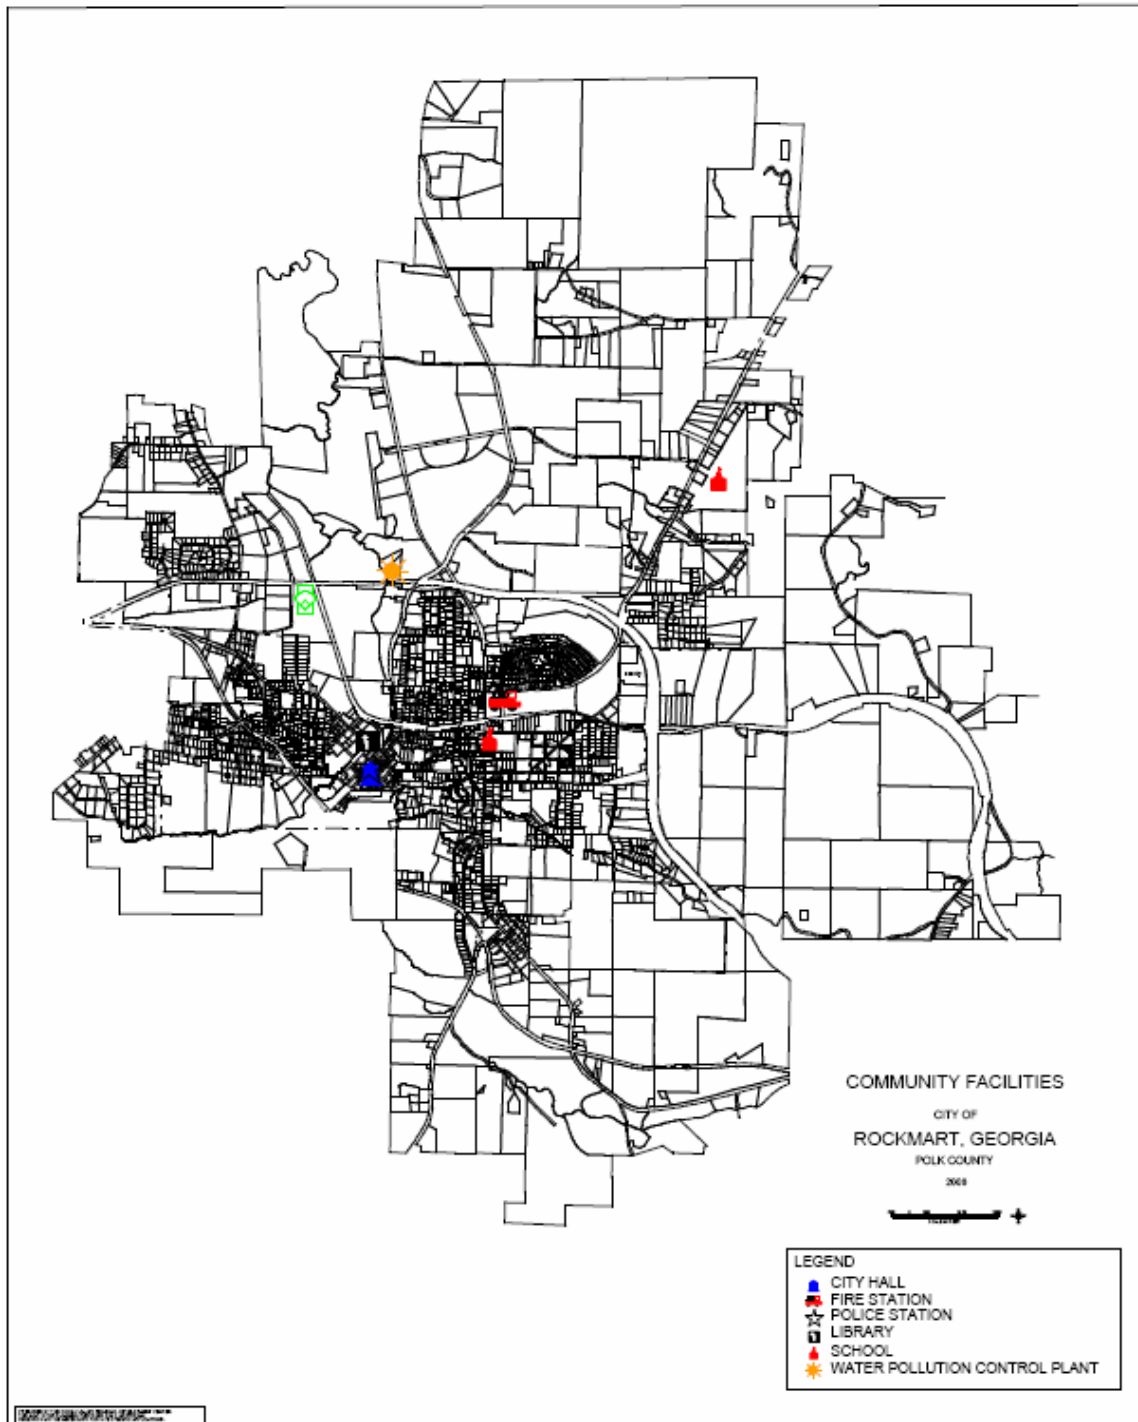 COMMUNITY FACILITIES
CITY OF
ROCKMART, GEORGIA
POLK COUNTY
LEGEND
CITY HALL
FIRE STATION
POLICE STATION
LIBRARY
SCHOOL
WATER POLLUTION CONTROL PLANT